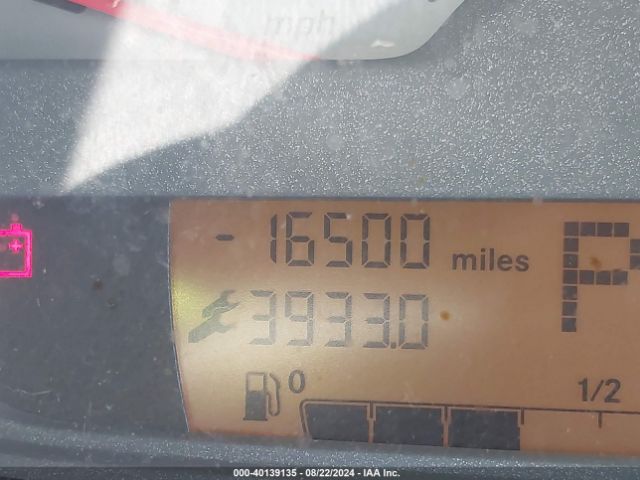 mph
- 16500 miles
3933.0
P
0 1/2
000-40139135 - 08/22/2024 - IAA Inc.